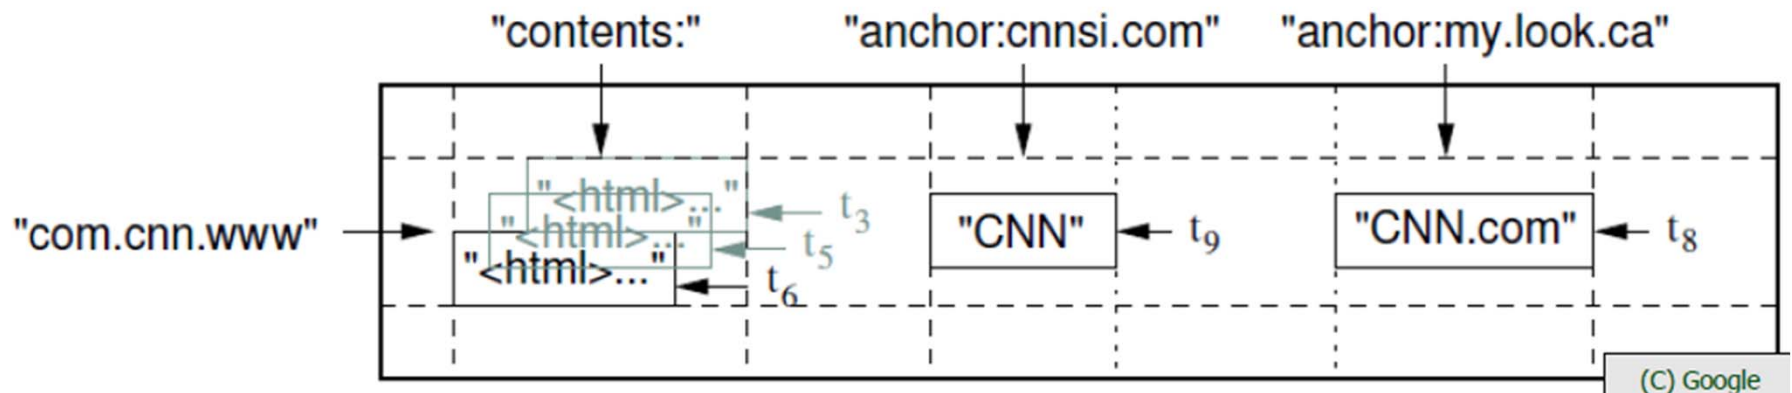 "contents:" "anchor:cnnsi.com" "anchor:my.look.ca"
"<html>..." t3
"com.cnn.www" "<html>..." t5 "CNN" t9 "CNN.com" t8
"<html>..." t6
(C) Google